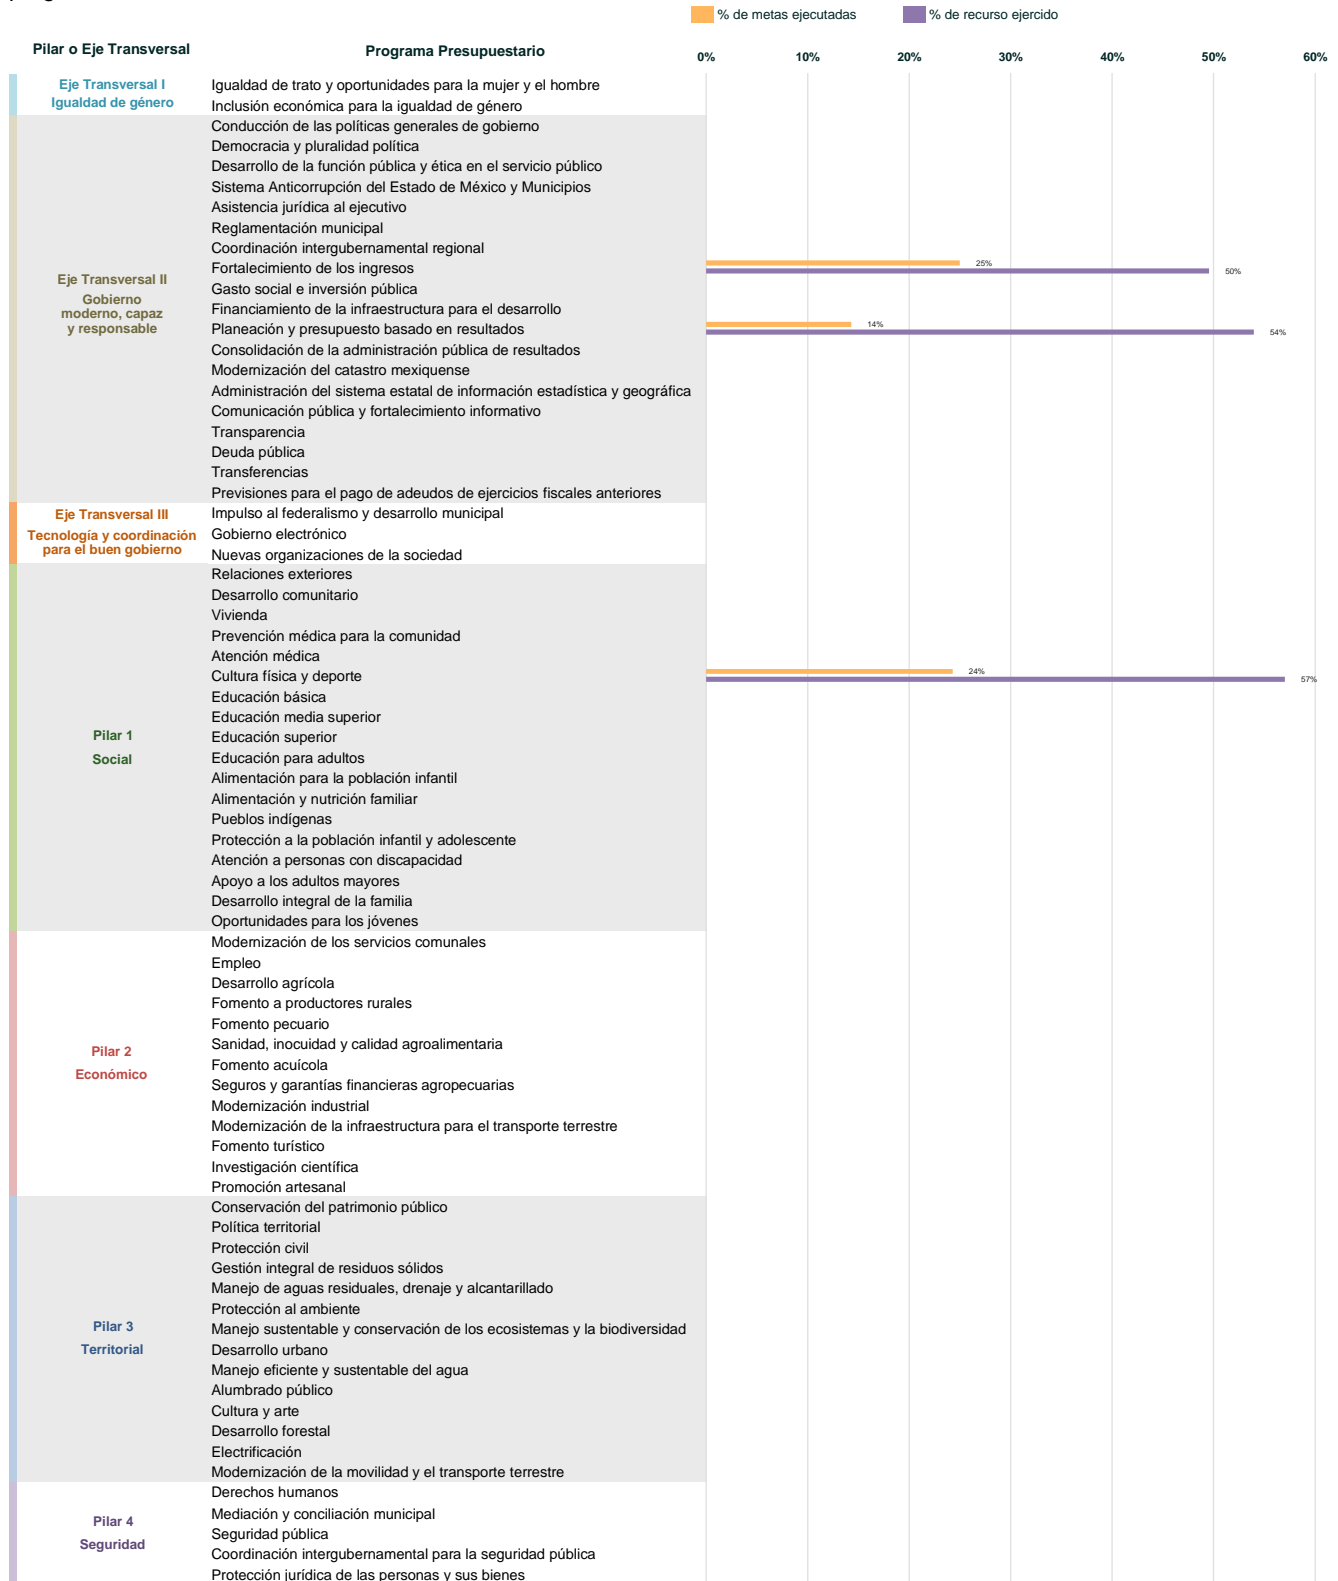 % de metas ejecutadas % de recurso ejercido
Pilar o Eje Transversal Programa Presupuestario 0% 10% 20% 30% 40% 50% 60%
Eje Transversal I
Igualdad de género
Igualdad de trato y oportunidades para la mujer y el hombre
Inclusión económica para la igualdad de género
Eje Transversal II
Gobierno
moderno, capaz
y responsable
Conducción de las políticas generales de gobierno
Democracia y pluralidad política
Desarrollo de la función pública y ética en el servicio público
Sistema Anticorrupción del Estado de México y Municipios
Asistencia jurídica al ejecutivo
Reglamentación municipal
Coordinación intergubernamental regional
Fortalecimiento de los ingresos 25% 50%
Gasto social e inversión pública
Financiamiento de la infraestructura para el desarrollo
Planeación y presupuesto basado en resultados 14% 54%
Consolidación de la administración pública de resultados
Modernización del catastro mexiquense
Administración del sistema estatal de información estadística y geográfica
Comunicación pública y fortalecimiento informativo
Transparencia
Deuda pública
Transferencias
Previsiones para el pago de adeudos de ejercicios fiscales anteriores
Eje Transversal III
Tecnología y coordinación
para el buen gobierno
Impulso al federalismo y desarrollo municipal
Gobierno electrónico
Nuevas organizaciones de la sociedad
Pilar 1
Social
Relaciones exteriores
Desarrollo comunitario
Vivienda
Prevención médica para la comunidad
Atención médica
Cultura física y deporte 24% 57%
Educación básica
Educación media superior
Educación superior
Educación para adultos
Alimentación para la población infantil
Alimentación y nutrición familiar
Pueblos indígenas
Protección a la población infantil y adolescente
Atención a personas con discapacidad
Apoyo a los adultos mayores
Desarrollo integral de la familia
Oportunidades para los jóvenes
Pilar 2
Económico
Modernización de los servicios comunales
Empleo
Desarrollo agrícola
Fomento a productores rurales
Fomento pecuario
Sanidad, inocuidad y calidad agroalimentaria
Fomento acuícola
Seguros y garantías financieras agropecuarias
Modernización industrial
Modernización de la infraestructura para el transporte terrestre
Fomento turístico
Investigación científica
Promoción artesanal
Pilar 3
Territorial
Conservación del patrimonio público
Política territorial
Protección civil
Gestión integral de residuos sólidos
Manejo de aguas residuales, drenaje y alcantarillado
Protección al ambiente
Manejo sustentable y conservación de los ecosistemas y la biodiversidad
Desarrollo urbano
Manejo eficiente y sustentable del agua
Alumbrado público
Cultura y arte
Desarrollo forestal
Electrificación
Modernización de la movilidad y el transporte terrestre
Pilar 4
Seguridad
Derechos humanos
Mediación y conciliación municipal
Seguridad pública
Coordinación intergubernamental para la seguridad pública
Protección jurídica de las personas y sus bienes